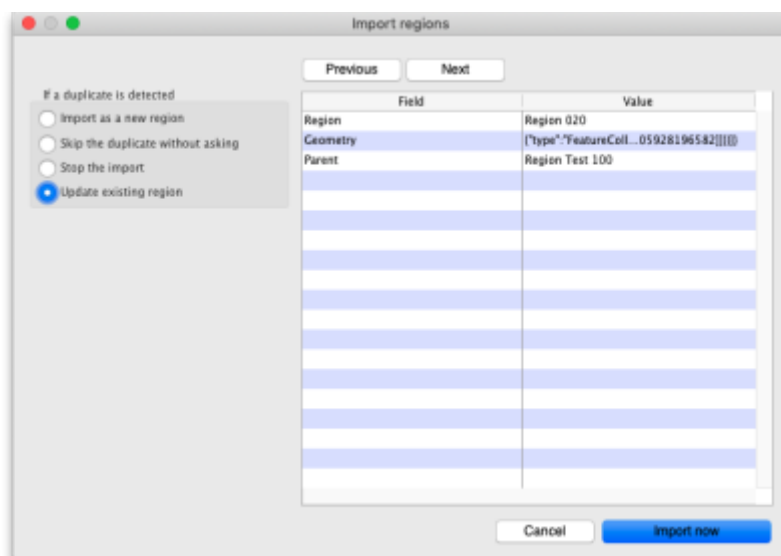 Import regions
Previous Next
If a duplicate is detected
Import as a new region
Skip the duplicate without asking
Stop the import
Update existing region
Field Value
Region Region 020
Geometry {"type":"FeatureColl...05928196582]]]}]}
Parent Region Test 100
Cancel Import now